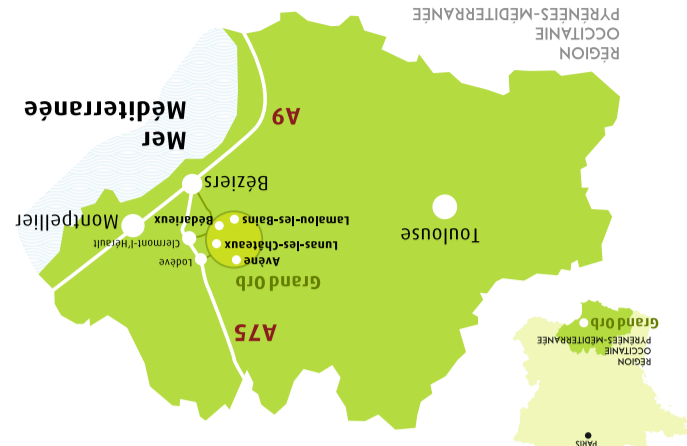 PARIS
RÉGION
OCCITANIE
PYRÉNÉES-MÉDITERRANÉE
Grand Orb
A75
Grand Orb
Lodève
Avène
Lunas-les-Châteaux
Clermont-l'Hérault
Lamalou-les-Bains
Bédarieux
Montpellier
Toulouse
Béziers
Mer
Méditerranée
A9
RÉGION
OCCITANIE
PYRÉNÉES-MÉDITERRANÉE